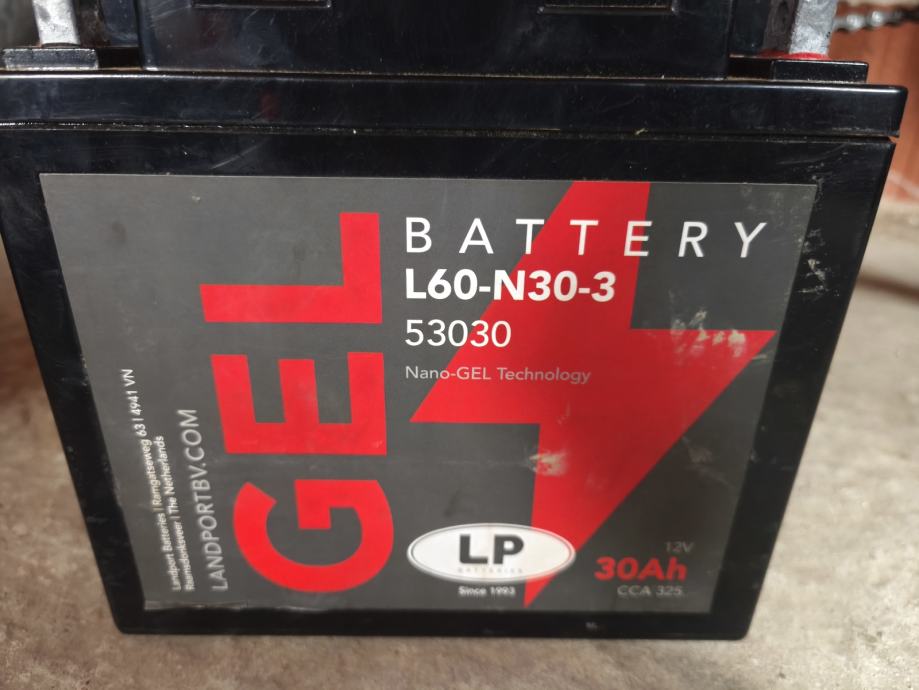 BATTERY
L60-N30-3
53030
Nano-GEL Technology
GEL
LANDPORTBV.COM
Landport Batteries | Ramgatseweg 63 | 4941 VN
Raamsdonksveer | The Netherlands
LP
BATTERIES
Since 1993
12V
30Ah
CCA 325